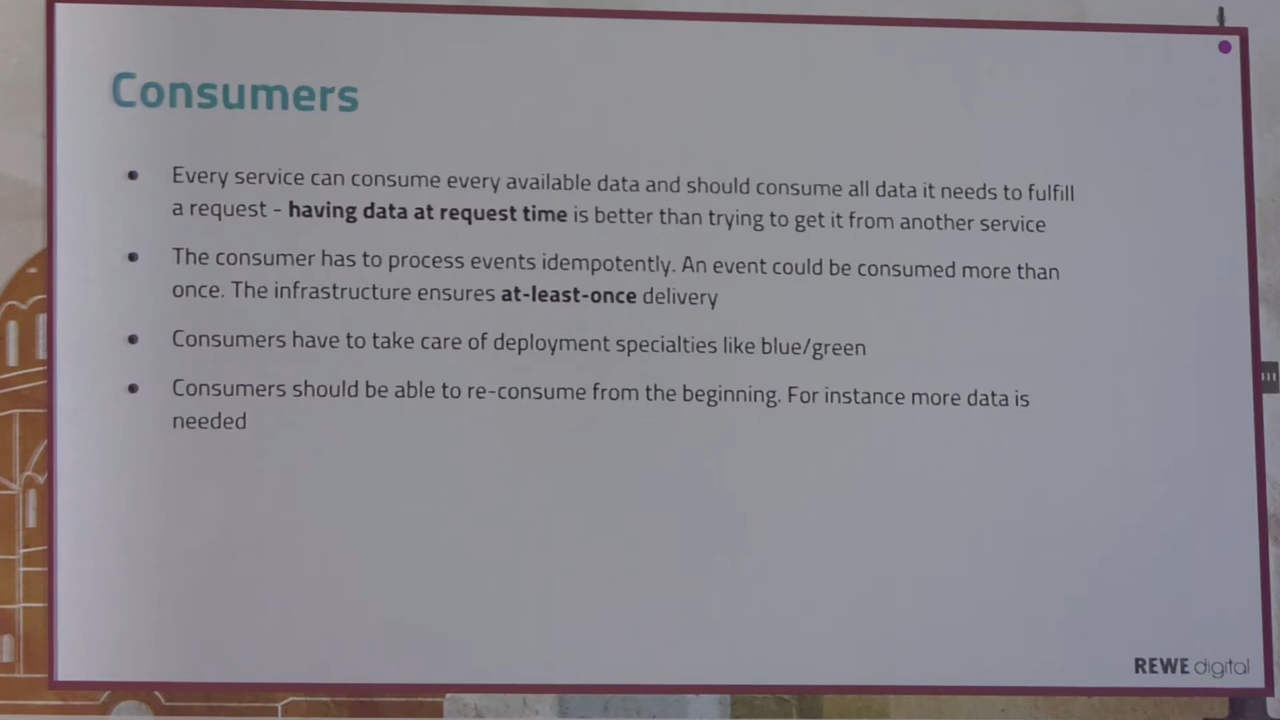 Consumers
Every service can consume every available data and should consume all data it needs to fulfill
a request - having data at request time is better than trying to get it from another service
The consumer has to process events idempotently. An event could be consumed more than
once. The infrastructure ensures at-least-once delivery
Consumers have to take care of deployment specialties like blue/green
Consumers should be able to re-consume from the beginning. For instance more data is
needed
REWE digital